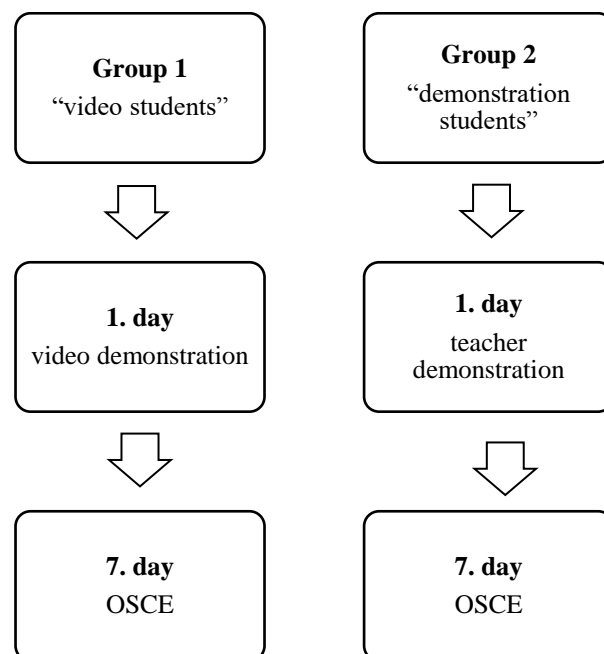 Group 1
“video students”
1. day
video demonstration
7. day
OSCE
Group 2
“demonstration
students”
1. day
teacher
demonstration
7. day
OSCE